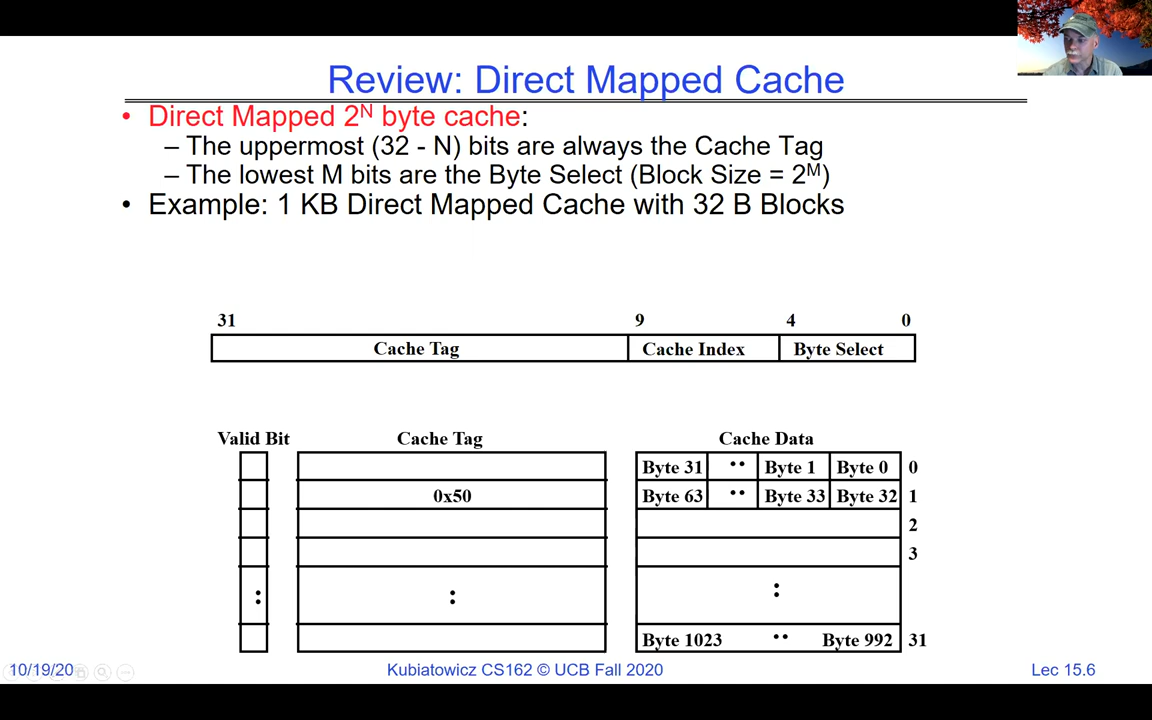 Review: Direct Mapped Cache
• Direct Mapped 2ᴺ byte cache:
– The uppermost (32 - N) bits are always the Cache Tag
– The lowest M bits are the Byte Select (Block Size = 2ᴹ)
• Example: 1 KB Direct Mapped Cache with 32 B Blocks
31 9 4 0
Cache Tag Cache Index Byte Select
Valid Bit Cache Tag Cache Data
Byte 31 •• Byte 1 Byte 0 0
0x50 Byte 63 •• Byte 33 Byte 32 1
2
3
: : :
Byte 1023 •• Byte 992 31
10/19/20 Kubiatowicz CS162 © UCB Fall 2020 Lec 15.6